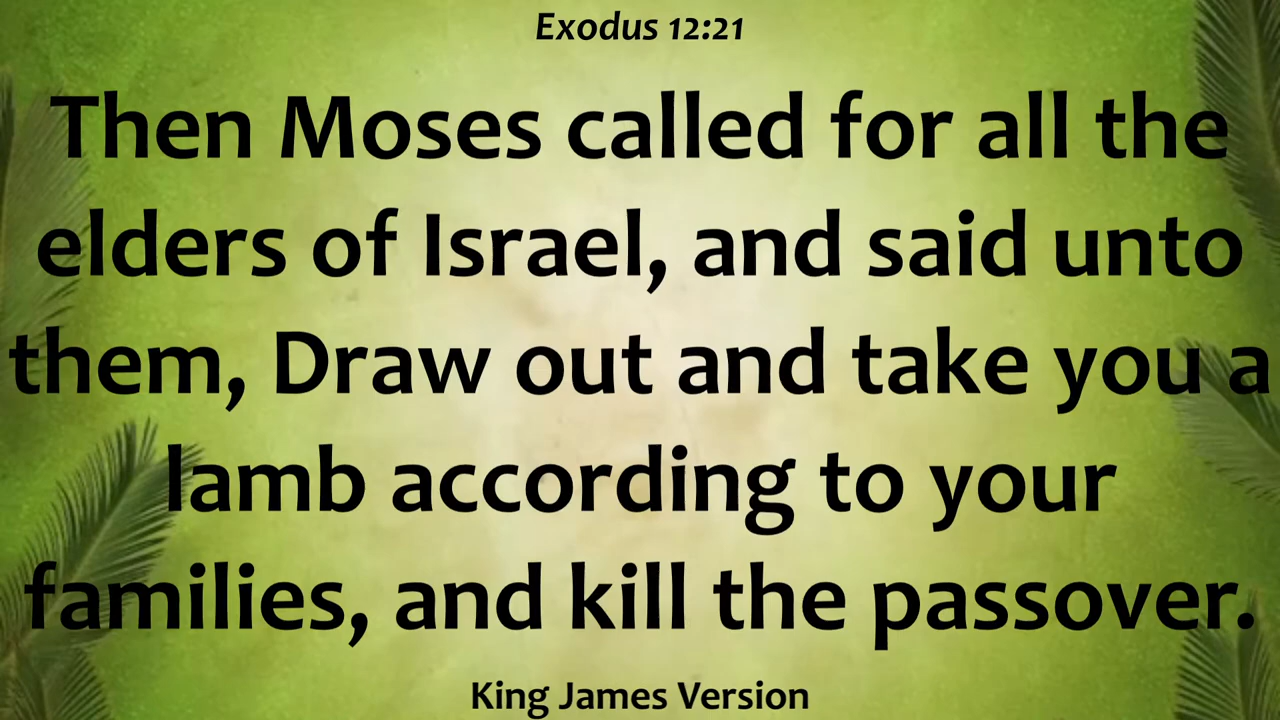 Exodus 12:21
Then Moses called for all the
elders of Israel, and said unto
them, Draw out and take you a
lamb according to your
families, and kill the passover.
King James Version